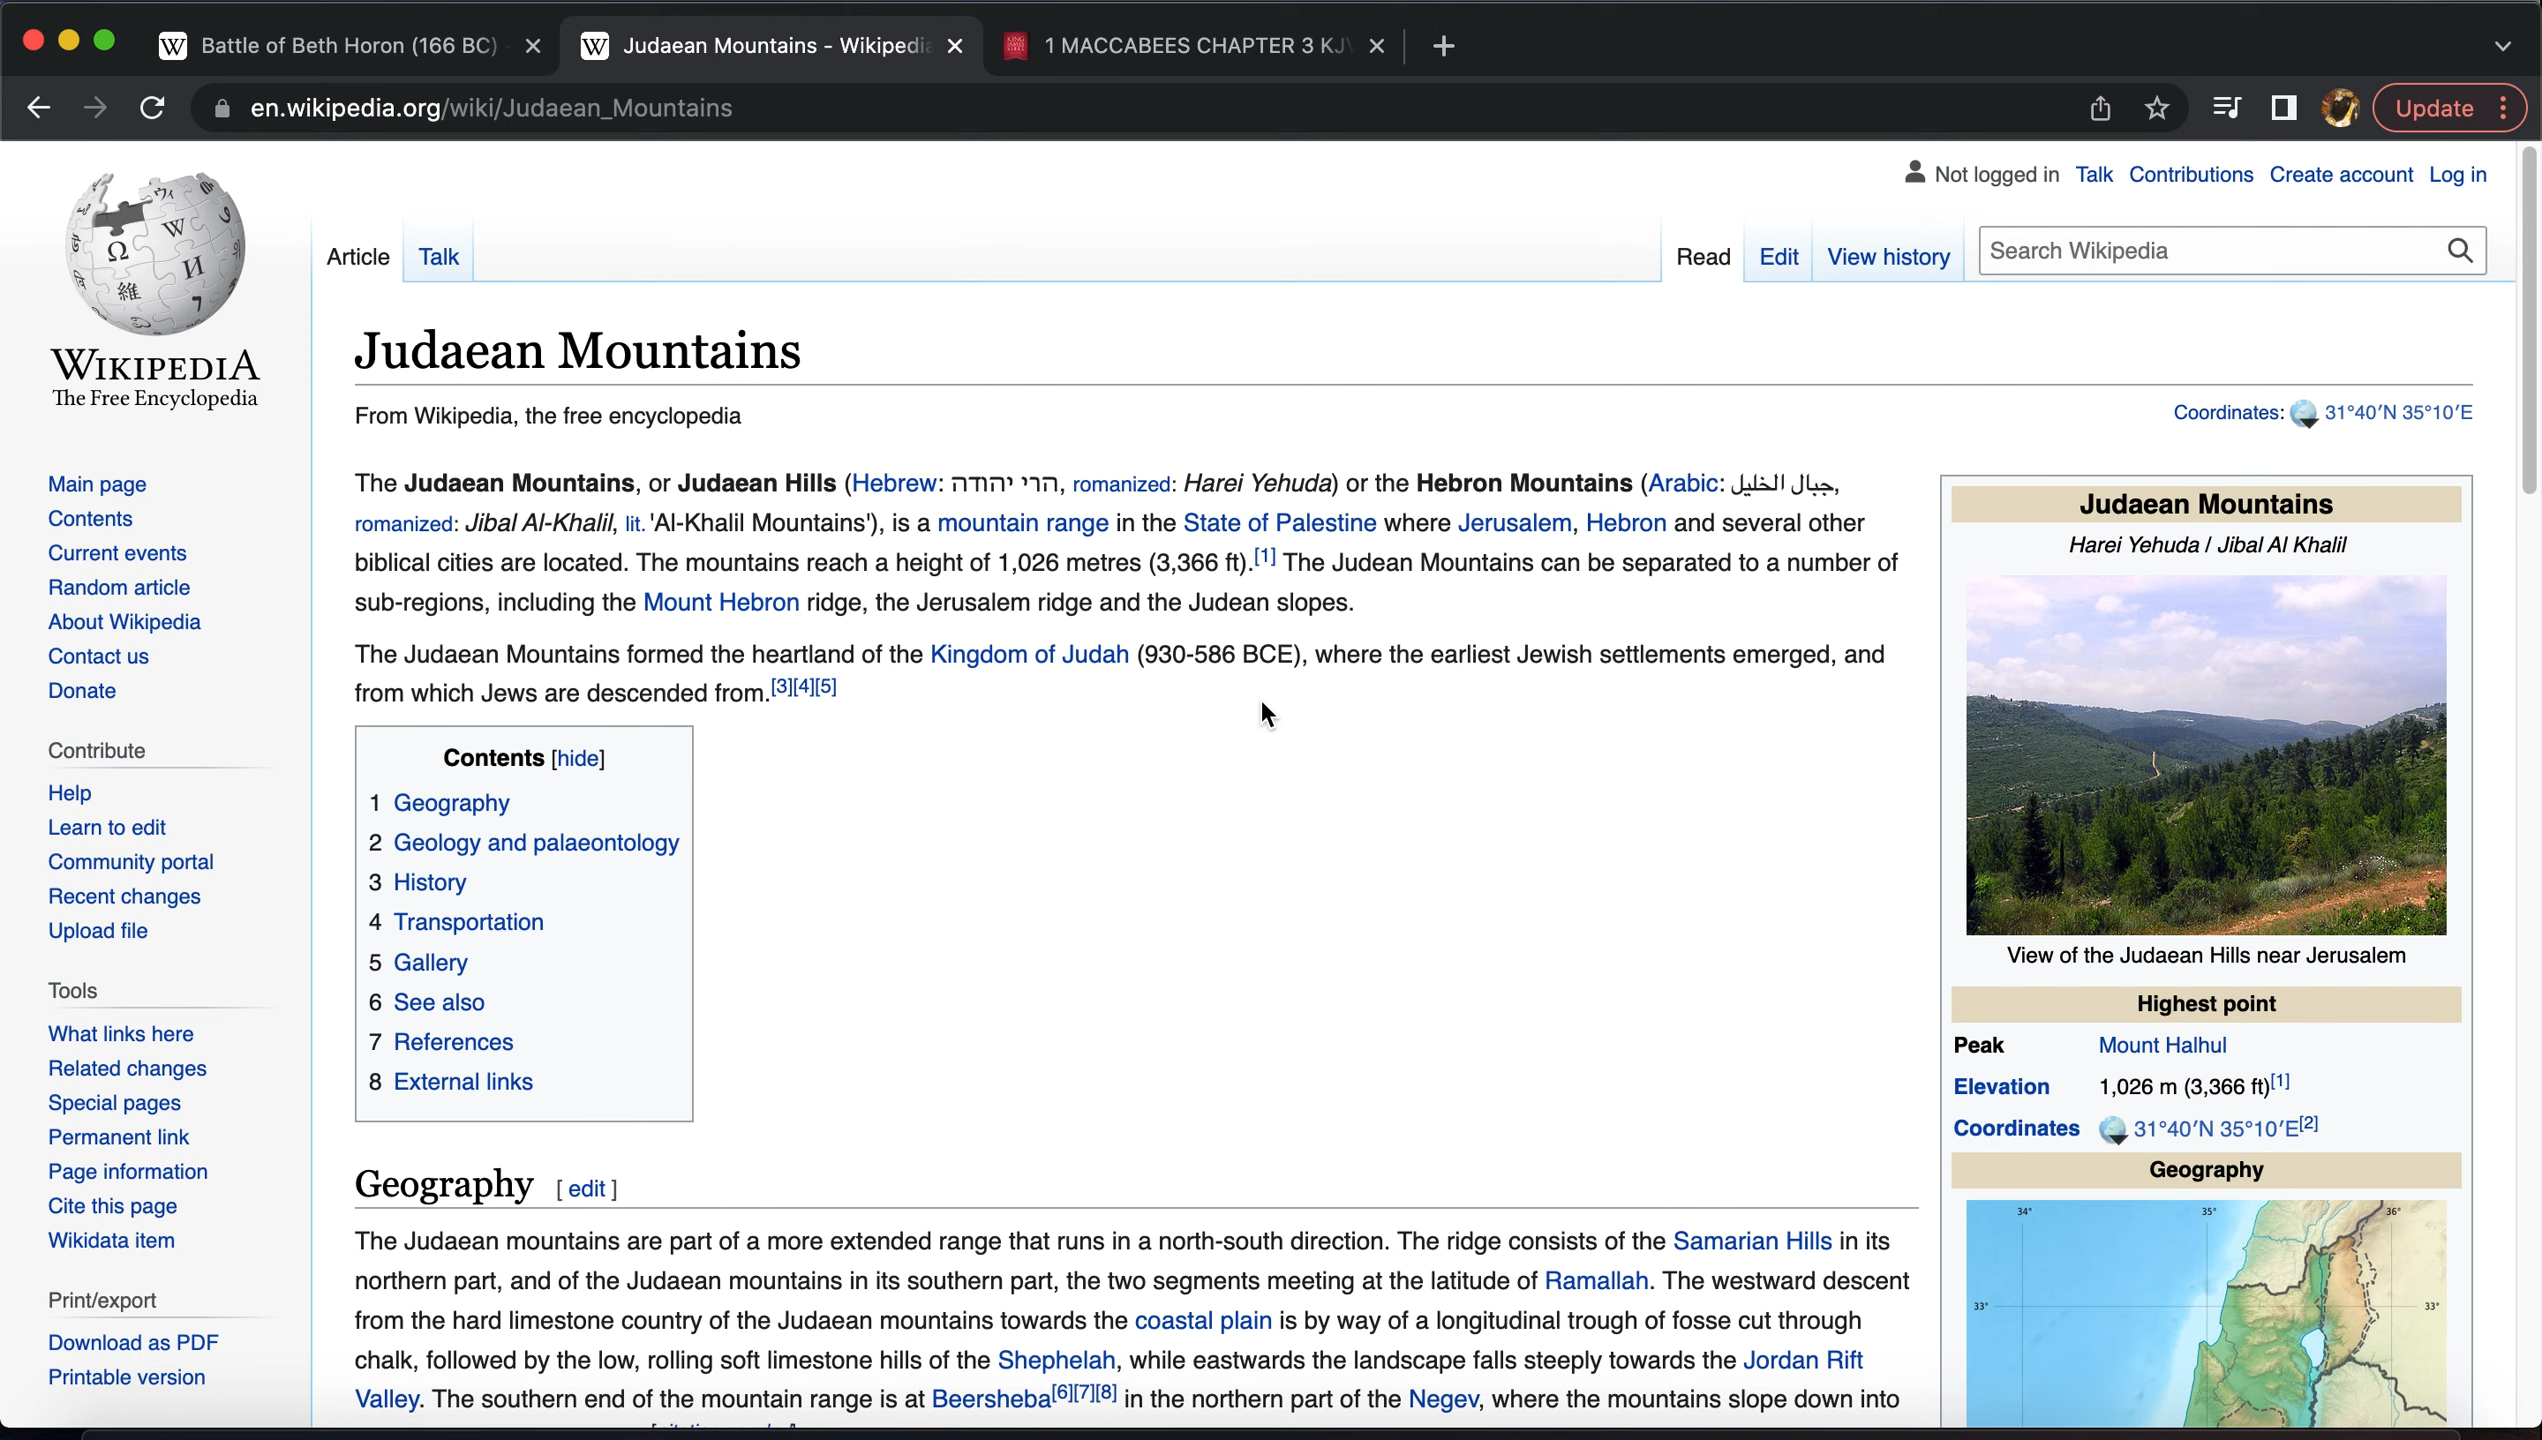 Battle of Beth Horon (166 BC)
Judaean Mountains - Wikipedia
1 MACCABEES CHAPTER 3 KJV
en.wikipedia.org/wiki/Judaean_Mountains
Update
Not logged in Talk Contributions Create account Log in
Article Talk Read Edit View history Search Wikipedia
WIKIPEDIA
The Free Encyclopedia
Main page
Contents
Current events
Random article
About Wikipedia
Contact us
Donate
Contribute
Help
Learn to edit
Community portal
Recent changes
Upload file
Tools
What links here
Related changes
Special pages
Permanent link
Page information
Cite this page
Wikidata item
Print/export
Download as PDF
Printable version
Judaean Mountains
From Wikipedia, the free encyclopedia
Coordinates: 31°40′N 35°10′E
The Judaean Mountains, or Judaean Hills (Hebrew: הרי יהודה, romanized: Harei Yehuda) or the Hebron Mountains (Arabic: جبال الخليل,
romanized: Jibal Al-Khalil, lit. 'Al-Khalil Mountains'), is a mountain range in the State of Palestine where Jerusalem, Hebron and several other
biblical cities are located. The mountains reach a height of 1,026 metres (3,366 ft).[1] The Judean Mountains can be separated to a number of
sub-regions, including the Mount Hebron ridge, the Jerusalem ridge and the Judean slopes.
The Judaean Mountains formed the heartland of the Kingdom of Judah (930-586 BCE), where the earliest Jewish settlements emerged, and
from which Jews are descended from.[3][4][5]
Contents [hide]
1 Geography
2 Geology and palaeontology
3 History
4 Transportation
5 Gallery
6 See also
7 References
8 External links
Geography [ edit ]
The Judaean mountains are part of a more extended range that runs in a north-south direction. The ridge consists of the Samarian Hills in its
northern part, and of the Judaean mountains in its southern part, the two segments meeting at the latitude of Ramallah. The westward descent
from the hard limestone country of the Judaean mountains towards the coastal plain is by way of a longitudinal trough of fosse cut through
chalk, followed by the low, rolling soft limestone hills of the Shephelah, while eastwards the landscape falls steeply towards the Jordan Rift
Valley. The southern end of the mountain range is at Beersheba[6][7][8] in the northern part of the Negev, where the mountains slope down into
Judaean Mountains
Harei Yehuda / Jibal Al Khalil
View of the Judaean Hills near Jerusalem
Highest point
Peak Mount Halhul
Elevation 1,026 m (3,366 ft)[1]
Coordinates 31°40′N 35°10′E[2]
Geography
34° 35° 36°
33° 33°